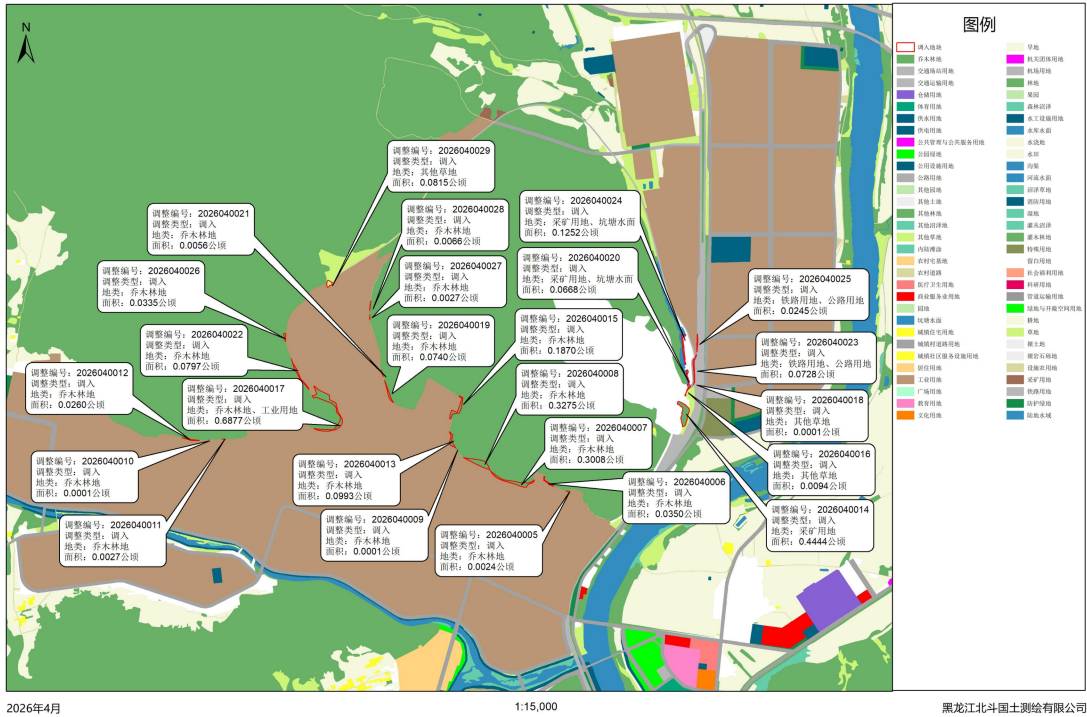 N
调整编号：2026040029
调整类型：调入
地类：其他草地
面积：0.0815公顷
调整编号：2026040021
调整类型：调入
地类：乔木林地
面积：0.0056公顷
调整编号：2026040028
调整类型：调入
地类：乔木林地
面积：0.0066公顷
调整编号：2026040024
调整类型：调入
地类：采矿用地、坑塘水面
面积：0.1252公顷
调整编号：2026040026
调整类型：调入
地类：乔木林地
面积：0.0335公顷
调整编号：2026040027
调整类型：调入
地类：乔木林地
面积：0.0027公顷
调整编号：2026040020
调整类型：调入
地类：采矿用地、坑塘水面
面积：0.0668公顷
调整编号：2026040025
调整类型：调入
地类：铁路用地、公路用地
面积：0.0245公顷
调整编号：2026040022
调整类型：调入
地类：乔木林地
面积：0.0797公顷
调整编号：2026040019
调整类型：调入
地类：乔木林地
面积：0.0740公顷
调整编号：2026040015
调整类型：调入
地类：乔木林地
面积：0.1870公顷
调整编号：2026040023
调整类型：调入
地类：铁路用地、公路用地
面积：0.0728公顷
调整编号：2026040012
调整类型：调入
地类：乔木林地
面积：0.0260公顷
调整编号：2026040017
调整类型：调入
地类：乔木林地、工业用地
面积：0.6877公顷
调整编号：2026040008
调整类型：调入
地类：乔木林地
面积：0.3275公顷
调整编号：2026040018
调整类型：调入
地类：其他草地
面积：0.0001公顷
调整编号：2026040007
调整类型：调入
地类：乔木林地
面积：0.3008公顷
调整编号：2026040016
调整类型：调入
地类：其他草地
面积：0.0094公顷
调整编号：2026040010
调整类型：调入
地类：乔木林地
面积：0.0001公顷
调整编号：2026040013
调整类型：调入
地类：乔木林地
面积：0.0993公顷
调整编号：2026040006
调整类型：调入
地类：乔木林地
面积：0.0350公顷
调整编号：2026040014
调整类型：调入
地类：采矿用地
面积：0.4444公顷
调整编号：2026040011
调整类型：调入
地类：乔木林地
面积：0.0027公顷
调整编号：2026040009
调整类型：调入
地类：乔木林地
面积：0.0001公顷
调整编号：2026040005
调整类型：调入
地类：乔木林地
面积：0.0024公顷
图例
调入地块
乔木林地
交通场站用地
交通运输用地
仓储用地
体育用地
供水用地
供电用地
公共管理与公共服务用地
公园绿地
公用设施用地
公路用地
其他园地
其他土地
其他林地
其他沼泽地
其他草地
内陆滩涂
农村宅基地
农村道路
医疗卫生用地
商业服务业用地
园地
坑塘水面
城镇住宅用地
城镇村道路用地
城镇社区服务设施用地
居住用地
工业用地
广场用地
教育用地
文化用地
旱地
机关团体用地
机场用地
林地
果园
森林沼泽
水工设施用地
水库水面
水浇地
水田
沟渠
河流水面
沼泽草地
消防用地
湿地
灌丛沼泽
灌木林地
特殊用地
留白用地
社会福利用地
科研用地
管道运输用地
绿地与开敞空间用地
耕地
草地
裸土地
裸岩石砾地
设施农用地
采矿用地
铁路用地
防护绿地
陆地水域
2026年4月
1:15,000
黑龙江北斗国土测绘有限公司